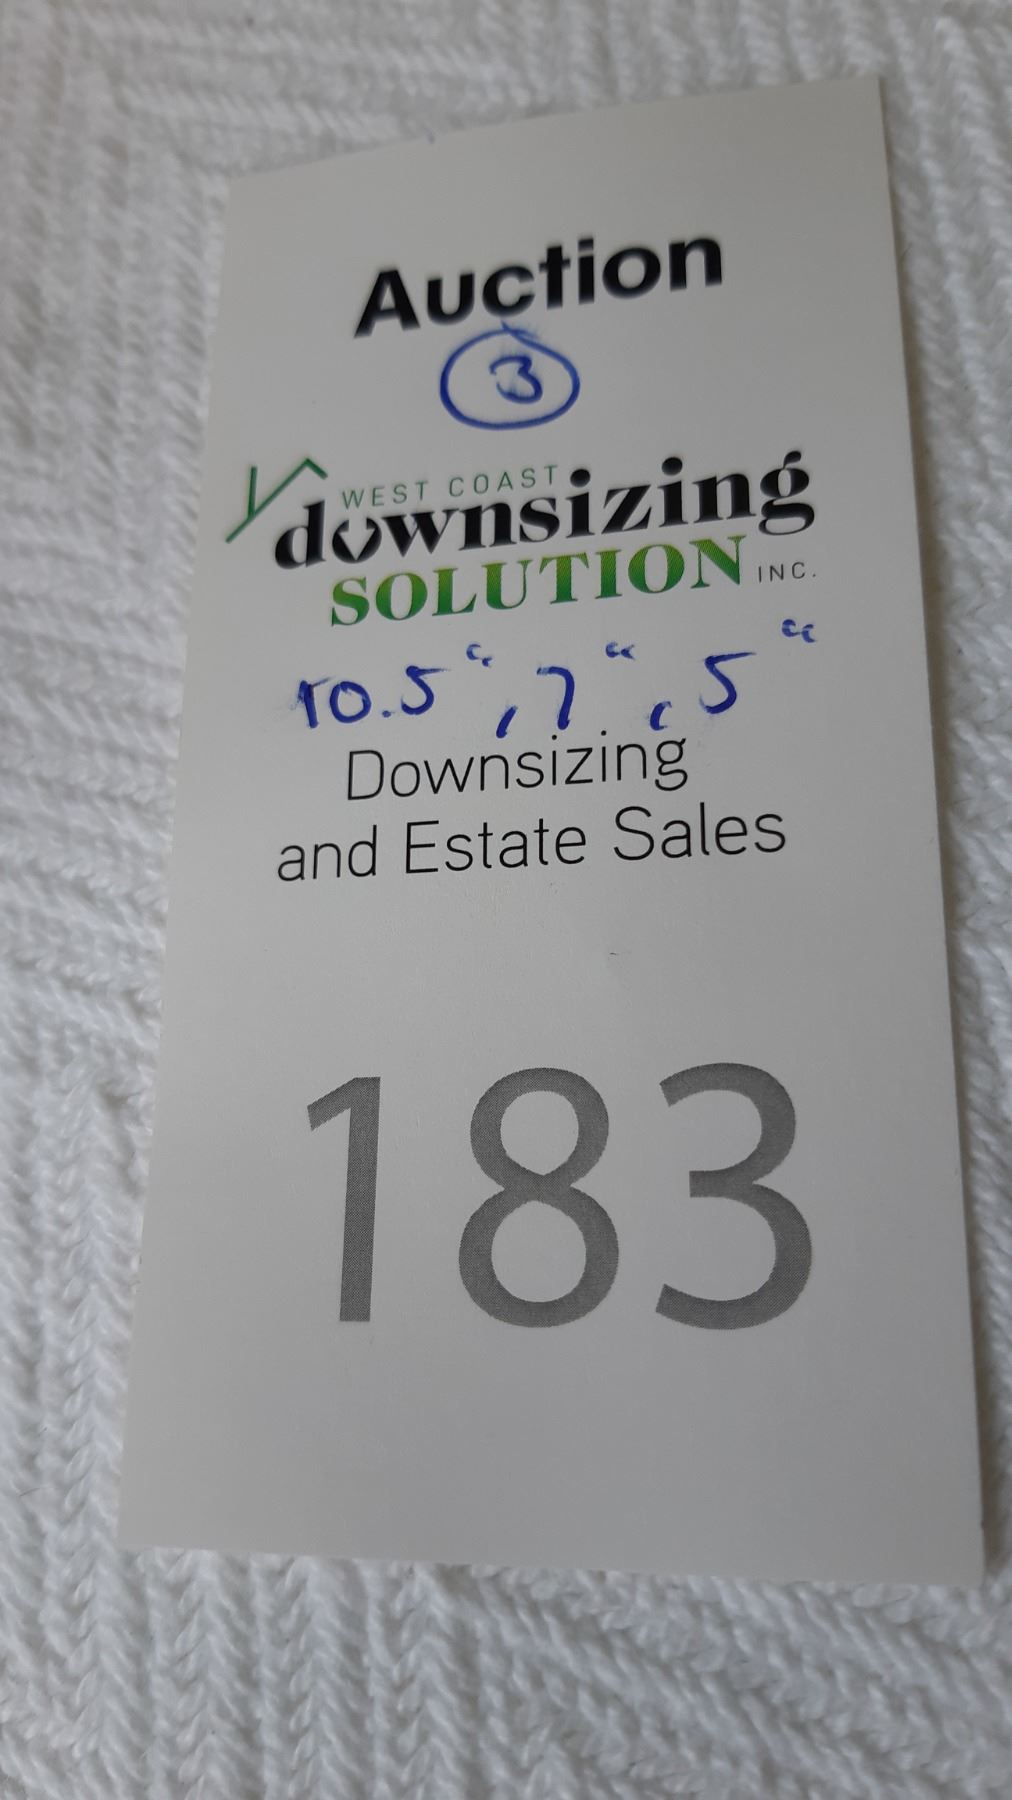 Auction
3
WEST COAST
downsizing
SOLUTION INC.
10.5", 7", 5"
Downsizing
and Estate Sales
183